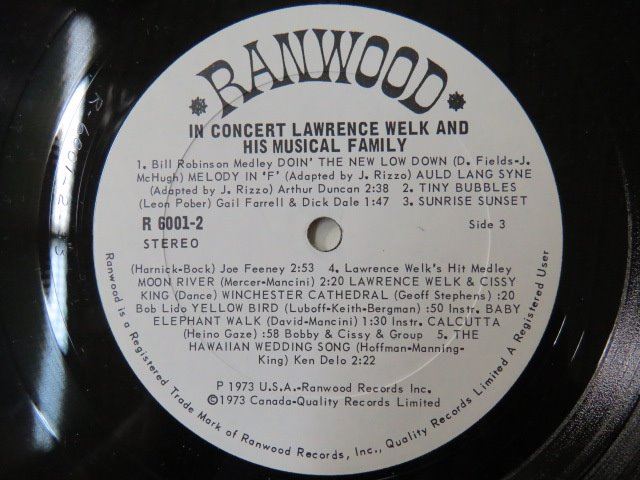 RANWOOD
IN CONCERT LAWRENCE WELK AND
HIS MUSICAL FAMILY
1. Bill Robinson Medley DOIN' THE NEW LOW DOWN (D. Fields-J.
McHugh) MELODY IN 'F' (Adapted by J. Rizzo) AULD LANG SYNE
(Adapted by J. Rizzo) Arthur Duncan 2:38 2. TINY BUBBLES
(Leon Pober) Gail Farrell & Dick Dale 1:47 3. SUNRISE SUNSET
R 6001-2
STEREO
Side 3
(Harnick-Bock) Joe Feeney 2:53 4. Lawrence Welk's Hit Medley
MOON RIVER (Mercer-Mancini) 2:20 LAWRENCE WELK & CISSY
KING (Dance) WINCHESTER CATHEDRAL (Geoff Stephens) :20
Bob Lido YELLOW BIRD (Luboff-Keith-Bergman) :50 Instr. BABY
ELEPHANT WALK (David-Mancini) 1:30 Instr. CALCUTTA
(Heino Gaze) :58 Bobby & Cissy & Group 5. THE
HAWAIIAN WEDDING SONG (Hoffman-Manning-
King) Ken Delo 2:22
P 1973 U.S.A.-Ranwood Records Inc.
©1973 Canada-Quality Records Limited
Ranwood is a Registered Trade Mark of Ranwood Records, Inc., Quality Records Limited A Registered User
R-6001-2